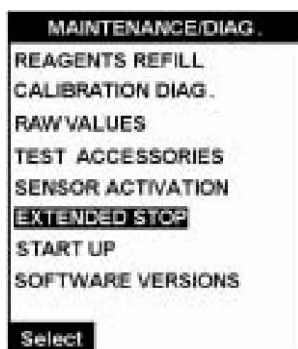 MAINTENANCE/DIAG.
REAGENTS REFILL
CALIBRATION DIAG.
RAW VALUES
TEST ACCESSORIES
SENSOR ACTIVATION
EXTENDED STOP
START UP
SOFTWARE VERSIONS
Select